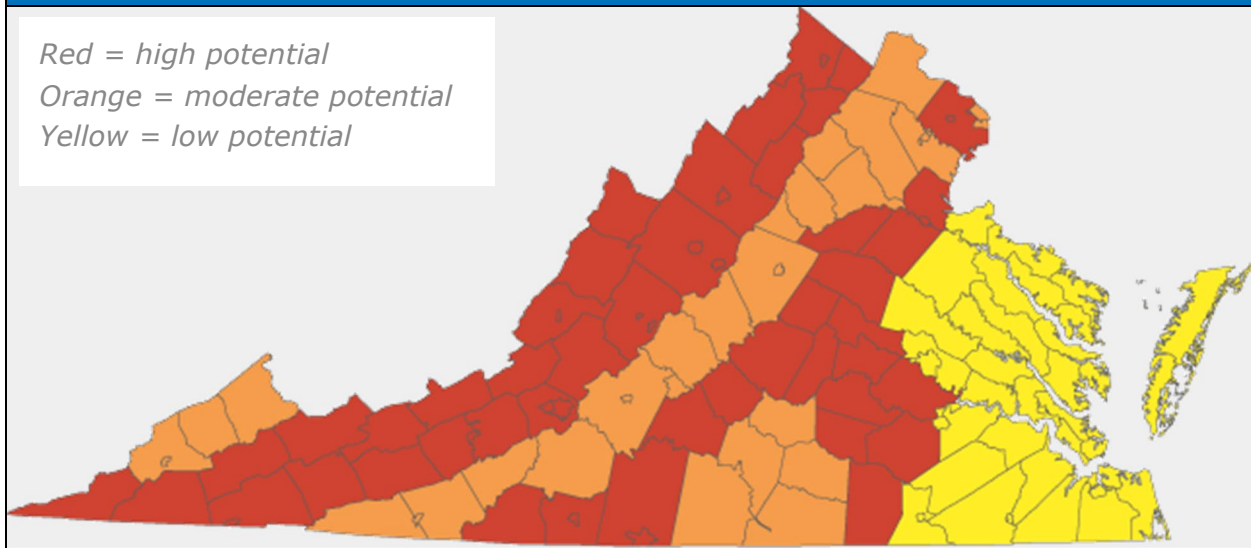 Red = high potential
Orange = moderate potential
Yellow = low potential